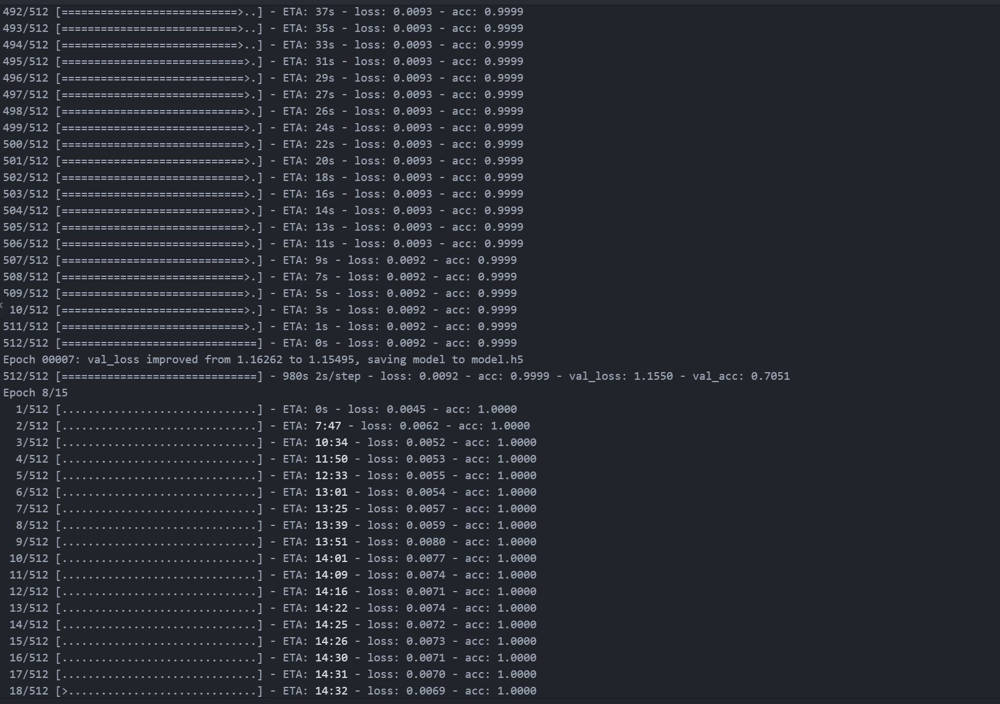 492/512 [===========================>..] - ETA: 37s - loss: 0.0093 - acc: 0.9999
493/512 [===========================>..] - ETA: 35s - loss: 0.0093 - acc: 0.9999
494/512 [===========================>..] - ETA: 33s - loss: 0.0093 - acc: 0.9999
495/512 [============================>.] - ETA: 31s - loss: 0.0093 - acc: 0.9999
496/512 [============================>.] - ETA: 29s - loss: 0.0093 - acc: 0.9999
497/512 [============================>.] - ETA: 27s - loss: 0.0093 - acc: 0.9999
498/512 [============================>.] - ETA: 26s - loss: 0.0093 - acc: 0.9999
499/512 [============================>.] - ETA: 24s - loss: 0.0093 - acc: 0.9999
500/512 [============================>.] - ETA: 22s - loss: 0.0093 - acc: 0.9999
501/512 [============================>.] - ETA: 20s - loss: 0.0093 - acc: 0.9999
502/512 [============================>.] - ETA: 18s - loss: 0.0093 - acc: 0.9999
503/512 [============================>.] - ETA: 16s - loss: 0.0093 - acc: 0.9999
504/512 [============================>.] - ETA: 14s - loss: 0.0093 - acc: 0.9999
505/512 [============================>.] - ETA: 13s - loss: 0.0093 - acc: 0.9999
506/512 [============================>.] - ETA: 11s - loss: 0.0093 - acc: 0.9999
507/512 [============================>.] - ETA: 9s - loss: 0.0092 - acc: 0.9999
508/512 [============================>.] - ETA: 7s - loss: 0.0092 - acc: 0.9999
509/512 [============================>.] - ETA: 5s - loss: 0.0092 - acc: 0.9999
10/512 [============================>.] - ETA: 3s - loss: 0.0092 - acc: 0.9999
511/512 [============================>.] - ETA: 1s - loss: 0.0092 - acc: 0.9999
512/512 [==============================] - ETA: 0s - loss: 0.0092 - acc: 0.9999
Epoch 00007: val_loss improved from 1.16262 to 1.15495, saving model to model.h5
512/512 [==============================] - 980s 2s/step - loss: 0.0092 - acc: 0.9999 - val_loss: 1.1550 - val_acc: 0.7051
Epoch 8/15
1/512 [..............................] - ETA: 0s - loss: 0.0045 - acc: 1.0000
2/512 [..............................] - ETA: 7:47 - loss: 0.0062 - acc: 1.0000
3/512 [..............................] - ETA: 10:34 - loss: 0.0052 - acc: 1.0000
4/512 [..............................] - ETA: 11:50 - loss: 0.0053 - acc: 1.0000
5/512 [..............................] - ETA: 12:33 - loss: 0.0055 - acc: 1.0000
6/512 [..............................] - ETA: 13:01 - loss: 0.0054 - acc: 1.0000
7/512 [..............................] - ETA: 13:25 - loss: 0.0057 - acc: 1.0000
8/512 [..............................] - ETA: 13:39 - loss: 0.0059 - acc: 1.0000
9/512 [..............................] - ETA: 13:51 - loss: 0.0080 - acc: 1.0000
10/512 [..............................] - ETA: 14:01 - loss: 0.0077 - acc: 1.0000
11/512 [..............................] - ETA: 14:09 - loss: 0.0074 - acc: 1.0000
12/512 [..............................] - ETA: 14:16 - loss: 0.0071 - acc: 1.0000
13/512 [..............................] - ETA: 14:22 - loss: 0.0074 - acc: 1.0000
14/512 [..............................] - ETA: 14:25 - loss: 0.0072 - acc: 1.0000
15/512 [..............................] - ETA: 14:26 - loss: 0.0073 - acc: 1.0000
16/512 [..............................] - ETA: 14:30 - loss: 0.0071 - acc: 1.0000
17/512 [..............................] - ETA: 14:31 - loss: 0.0070 - acc: 1.0000
18/512 [>.............................] - ETA: 14:32 - loss: 0.0069 - acc: 1.0000